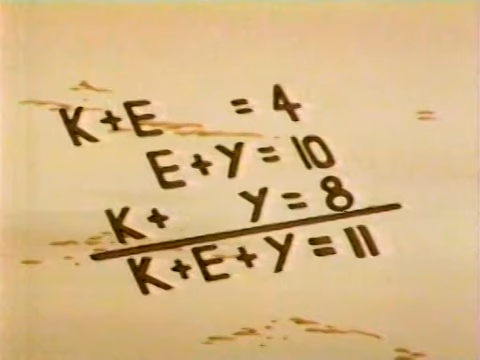 K+E = 4
E+Y = 10
K+ Y = 8
K+E+Y = 11